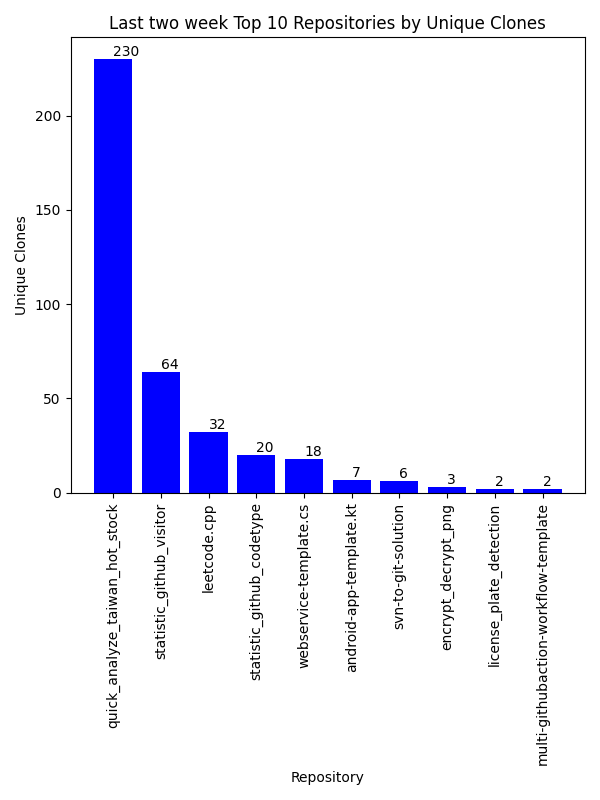 Last two week Top 10 Repositories by Unique Clones
Unique Clones
200
150
100
50
0
230
64
32
20
18
7
6
3
2
2
quick_analyze_taiwan_hot_stock
statistic_github_visitor
leetcode.cpp
statistic_github_codetype
webservice-template.cs
android-app-template.kt
svn-to-git-solution
encrypt_decrypt_png
license_plate_detection
multi-githubaction-workflow-template
Repository